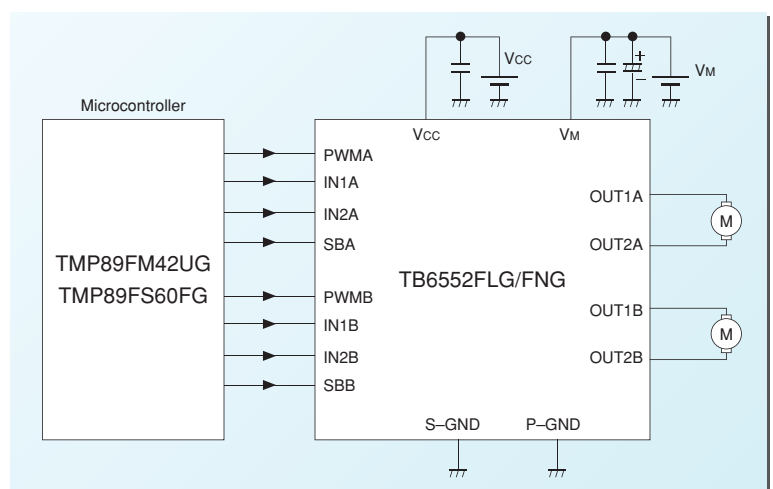 Microcontroller
TMP89FM42UG
TMP89FS60FG
VCC
VM
+
−
VCC
VM
PWMA
IN1A
IN2A
SBA
PWMB
IN1B
IN2B
SBB
TB6552FLG/FNG
OUT1A
OUT2A
OUT1B
OUT2B
M
M
S–GND
P–GND